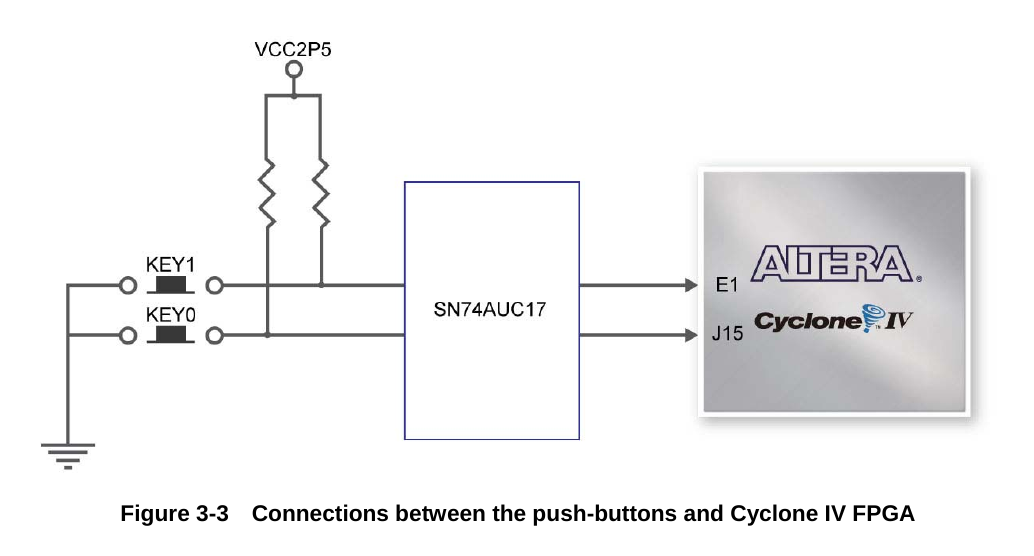 VCC2P5
KEY1
KEY0
SN74AUC17
E1
J15
ALTERA®
Cyclone™ IV
Figure 3-3 Connections between the push-buttons and Cyclone IV FPGA